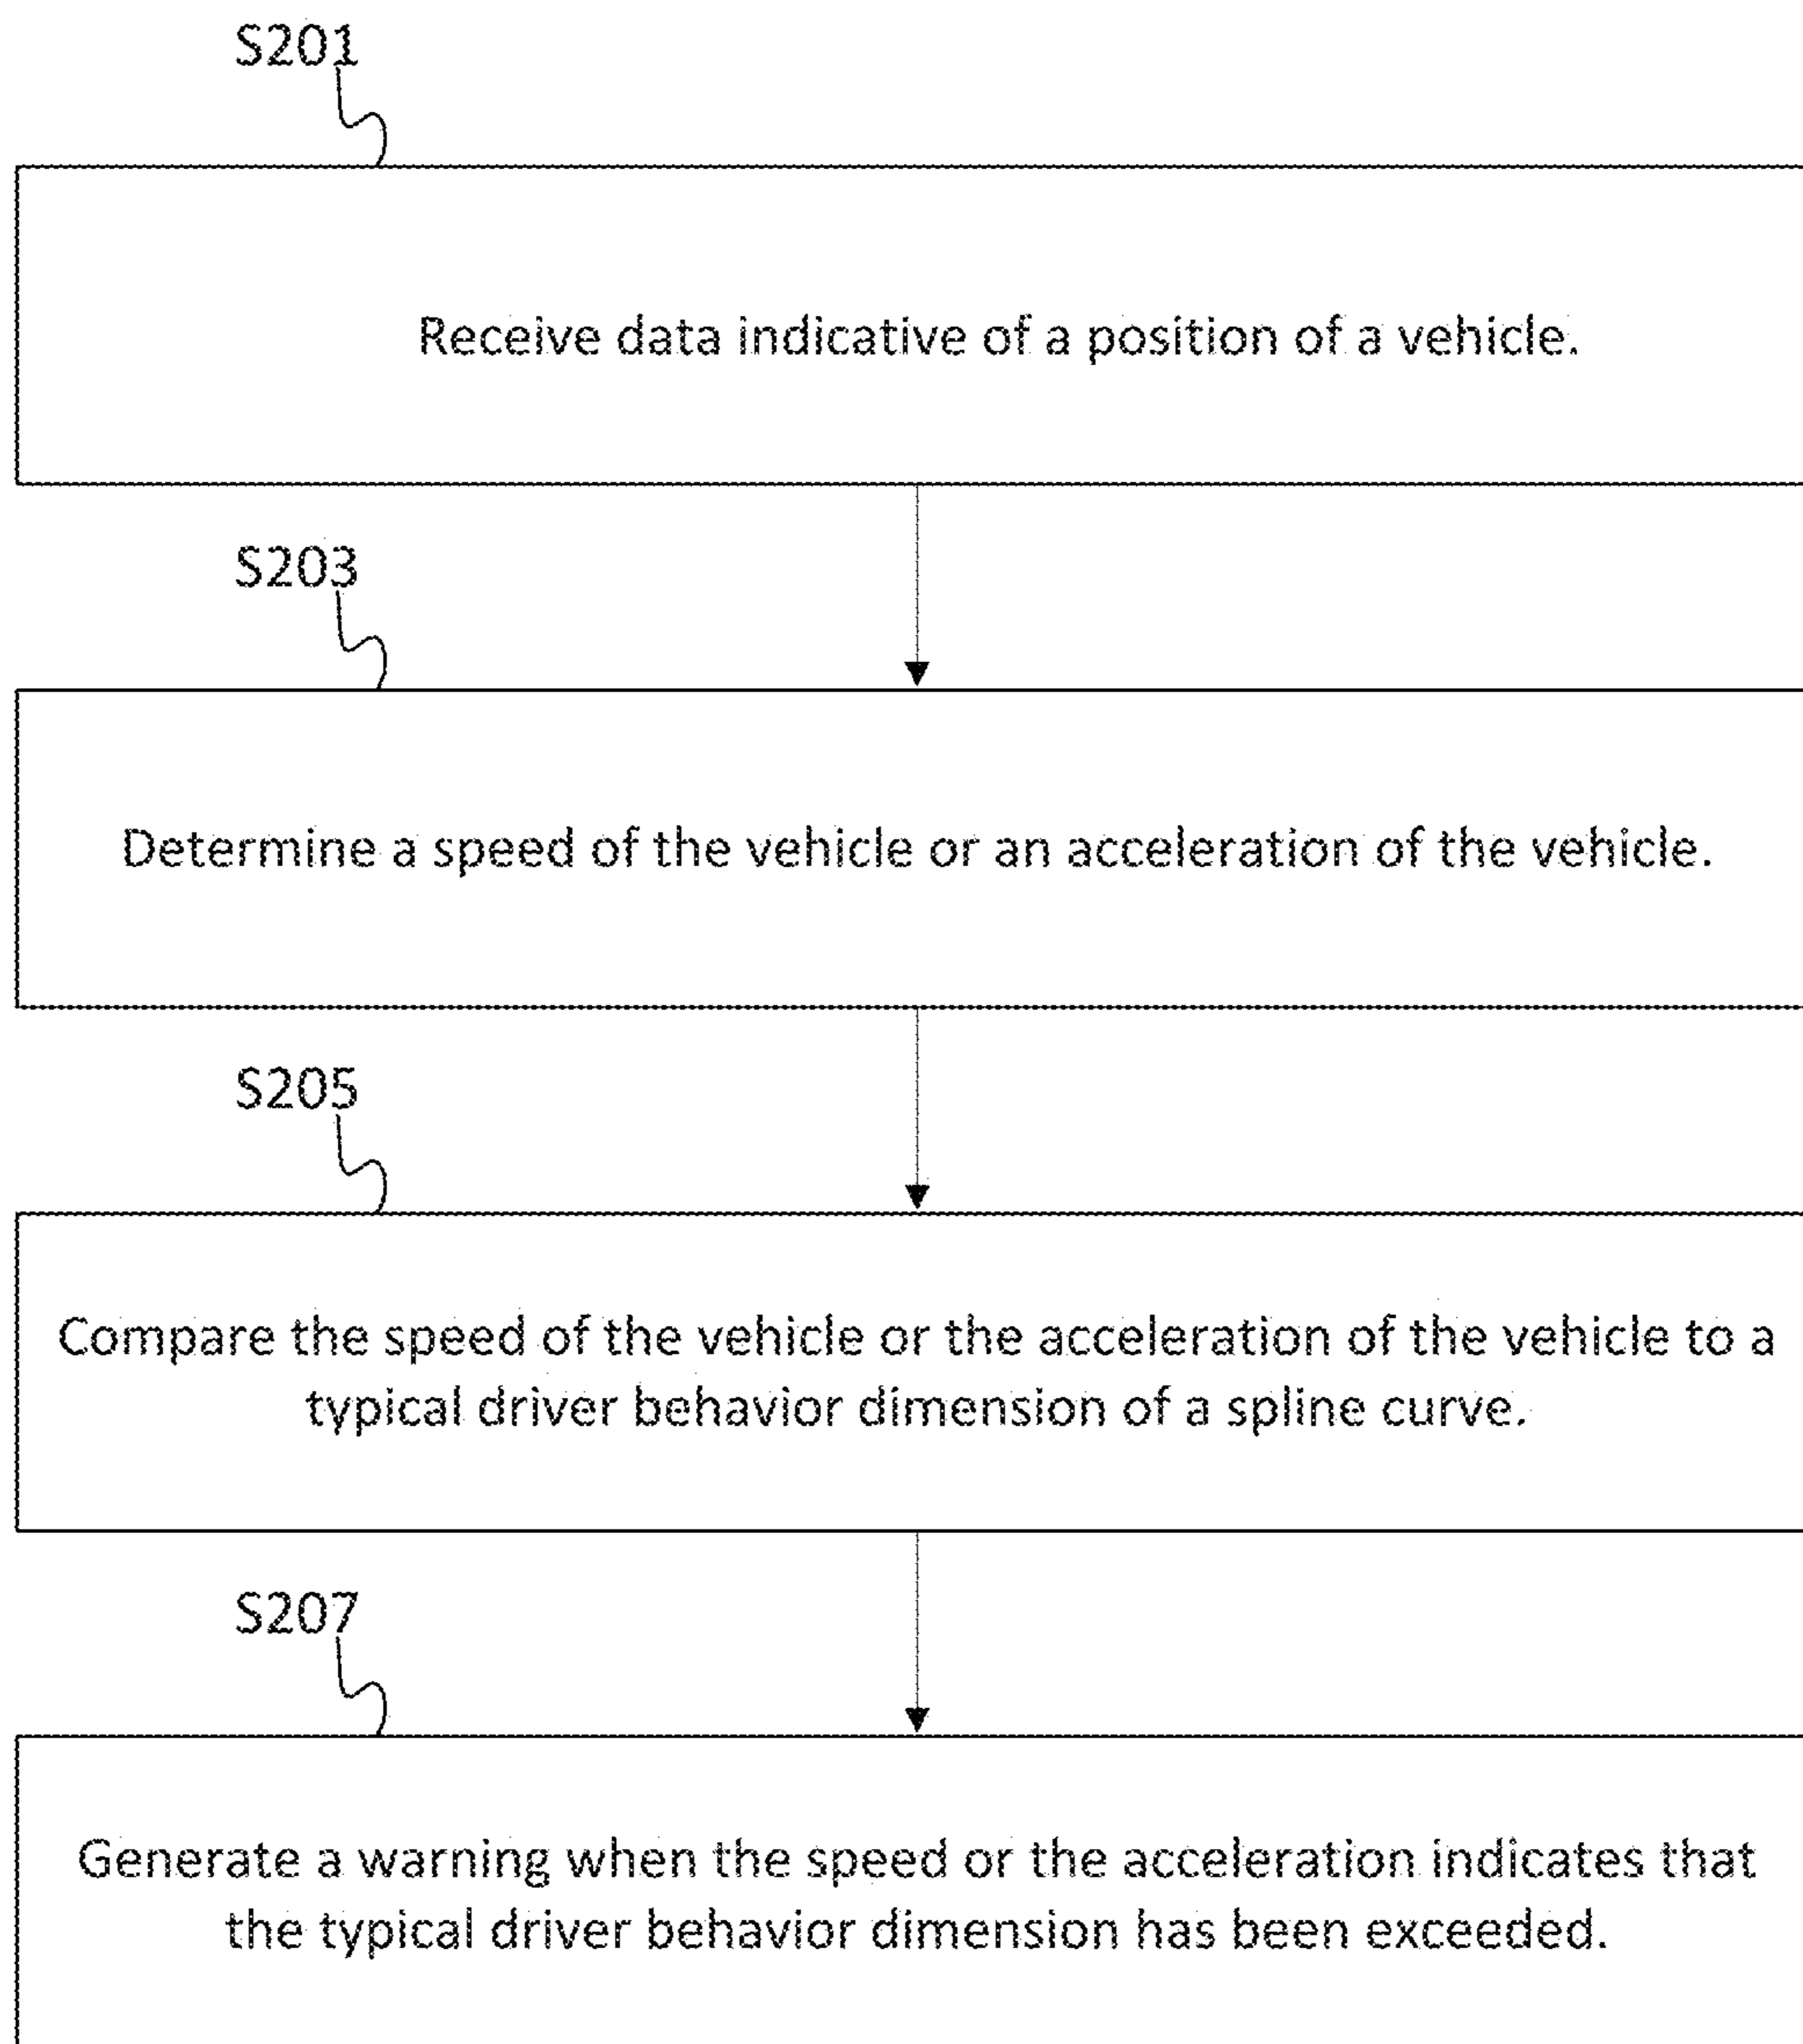 S201
Receive data indicative of a position of a vehicle.
S203
Determine a speed of the vehicle or an acceleration of the vehicle.
S205
Compare the speed of the vehicle or the acceleration of the vehicle to a
typical driver behavior dimension of a spline curve.
S207
Generate a warning when the speed or the acceleration indicates that
the typical driver behavior dimension has been exceeded.